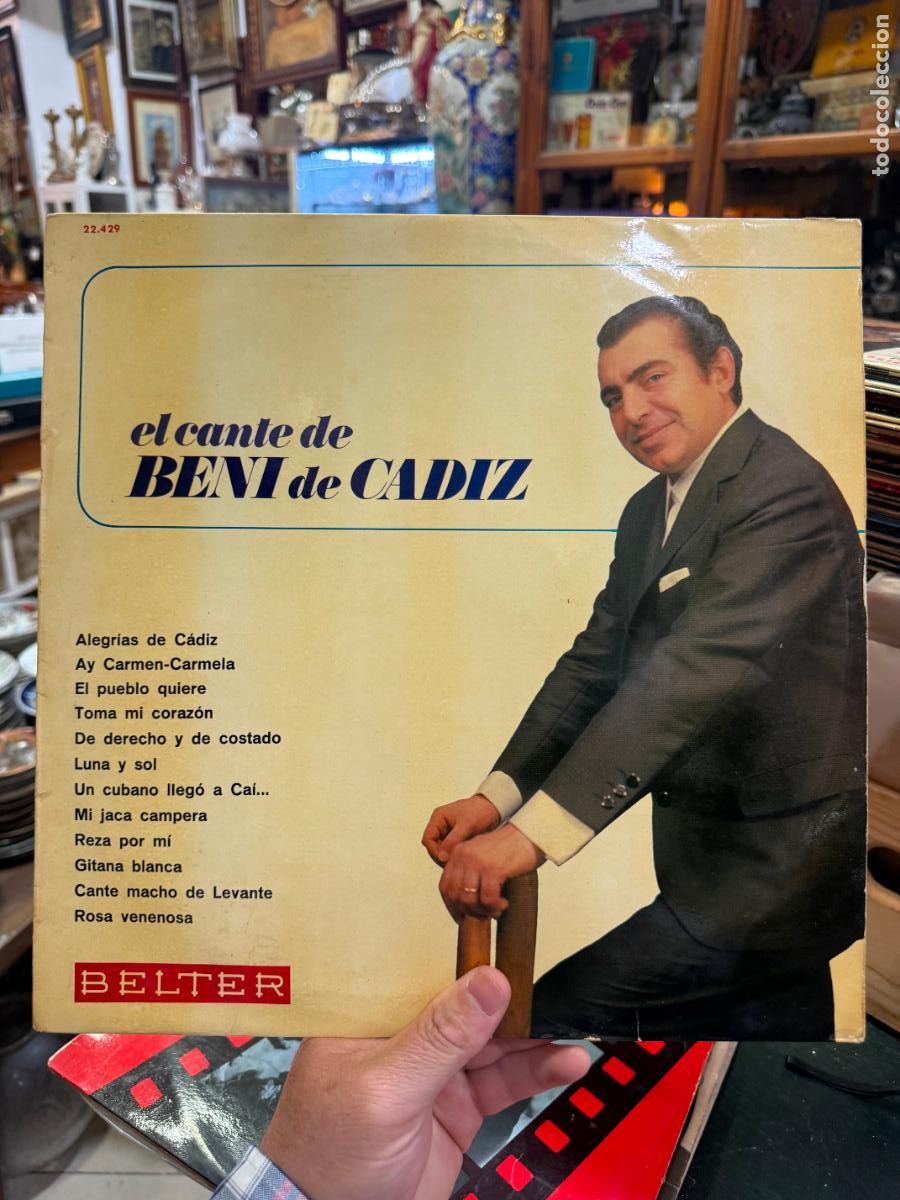 22.429
el cante de
BENI de CADIZ
Alegrías de Cádiz
Ay Carmen-Carmela
El pueblo quiere
Toma mi corazón
De derecho y de costado
Luna y sol
Un cubano llegó a Caí...
Mi jaca campera
Reza por mí
Gitana blanca
Cante macho de Levante
Rosa venenosa
BELTER
todocoleccion